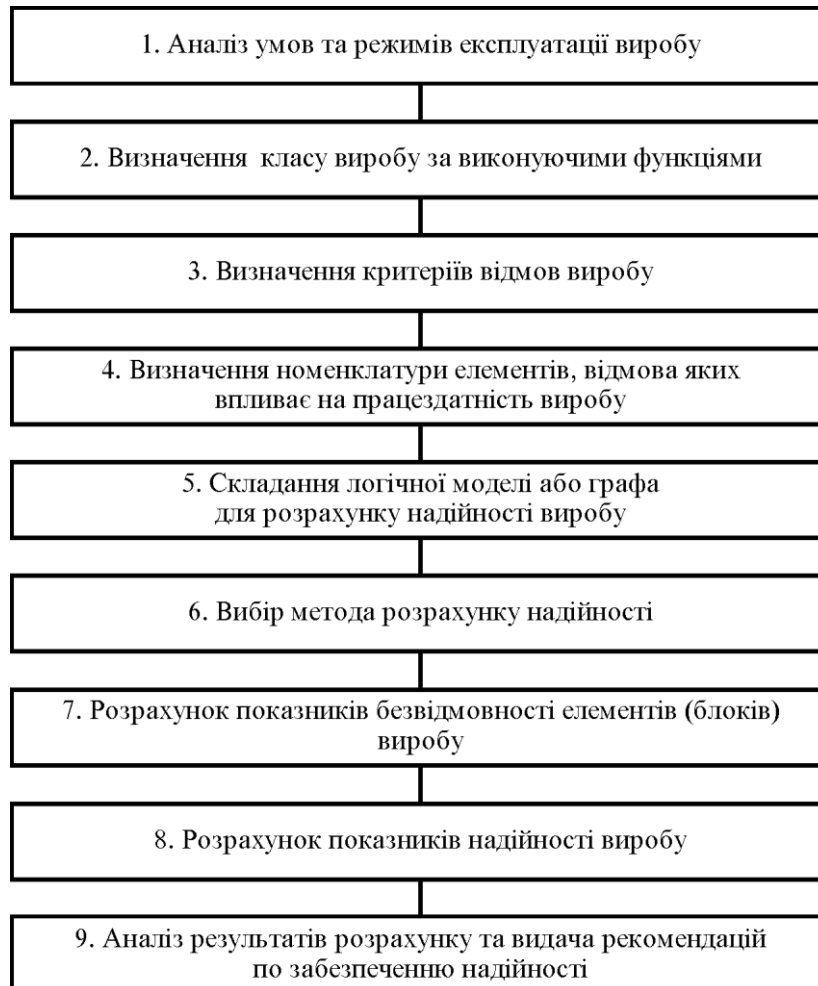 1. Аналіз умов та режимів експлуатації виробу
2. Визначення класу виробу за виконуючими функціями
3. Визначення критеріїв відмов виробу
4. Визначення номенклатури елементів, відмова яких
впливає на працездатність виробу
5. Складання логічної моделі або графа
для розрахунку надійності виробу
6. Вибір метода розрахунку надійності
7. Розрахунок показників безвідмовності елементів (блоків)
виробу
8. Розрахунок показників надійності виробу
9. Аналіз результатів розрахунку та видача рекомендацій
по забезпеченню надійності